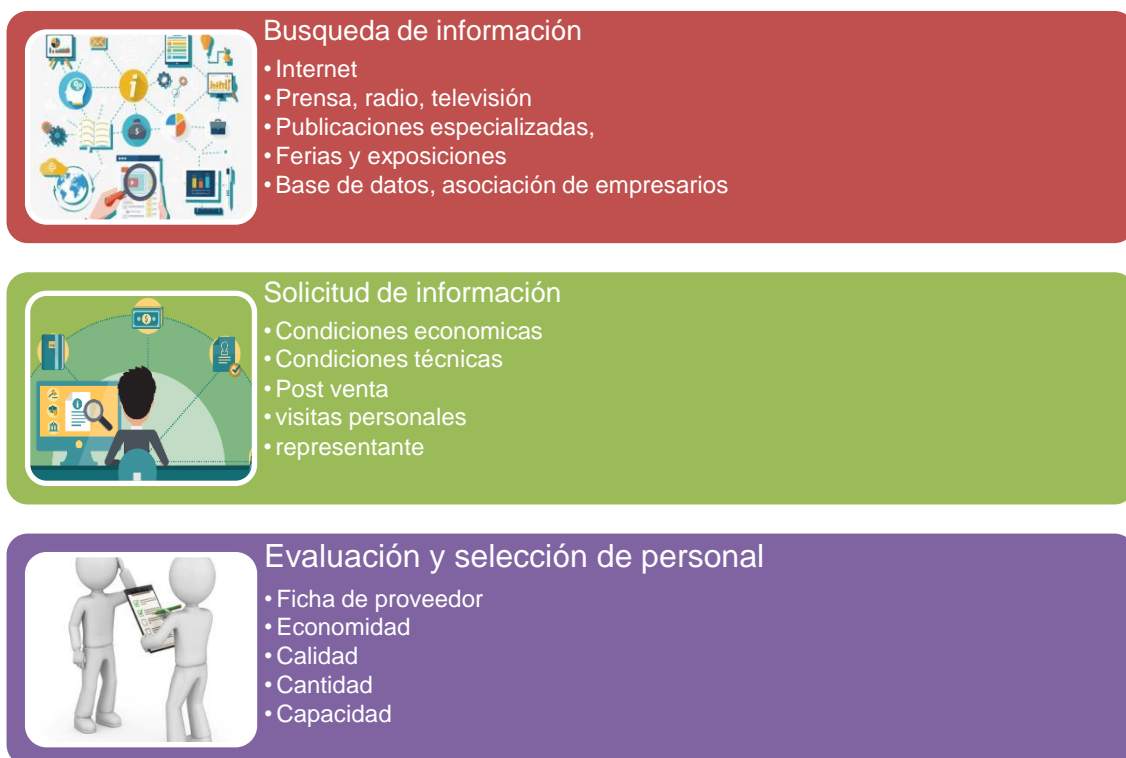 Busqueda de información
• Internet
• Prensa, radio, televisión
• Publicaciones especializadas,
• Ferias y exposiciones
• Base de datos, asociación de empresarios
Solicitud de información
• Condiciones economicas
• Condiciones técnicas
• Post venta
• visitas personales
• representante
Evaluación y selección de personal
• Ficha de proveedor
• Economidad
• Calidad
• Cantidad
• Capacidad